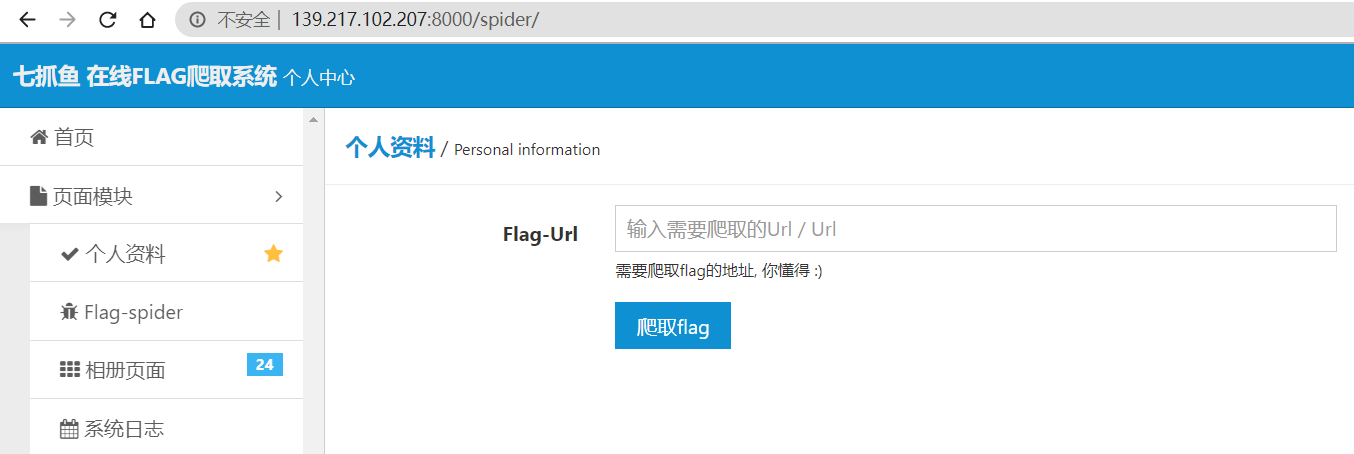 不安全 | 139.217.102.207:8000/spider/
七抓鱼 在线FLAG爬取系统 个人中心
首页
页面模块
个人资料
Flag-spider
相册页面 24
系统日志
个人资料 / Personal information
Flag-Url 输入需要爬取的Url / Url
需要爬取flag的地址, 你懂得 :)
爬取flag